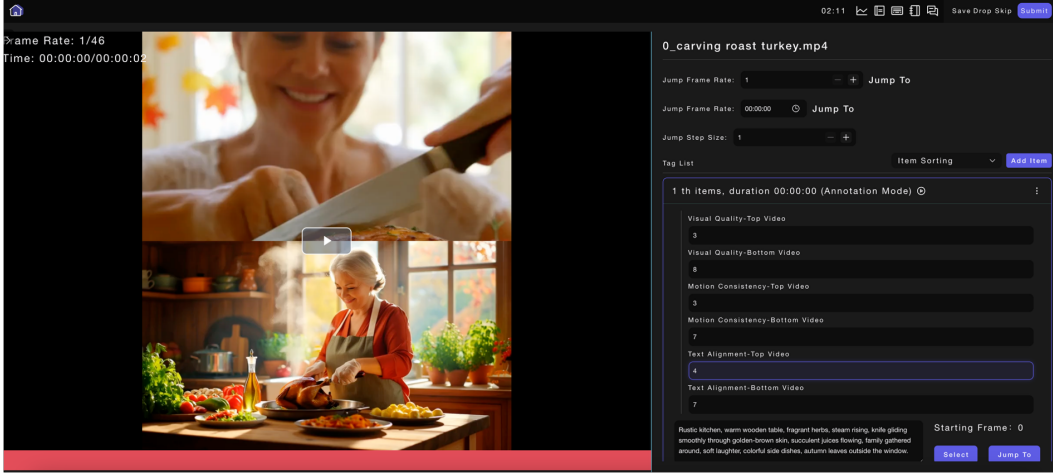 02:11
Save Drop Skip Submit
Frame Rate: 1/46
Time: 00:00:00/00:00:02
0_carving roast turkey.mp4
Jump Frame Rate: 1 Jump To
Jump Frame Rate: 00:00:00 Jump To
Jump Step Size: 1
Tag List Item Sorting Add Item
1 th items, duration 00:00:00 (Annotation Mode)
Visual Quality-Top Video
3
Visual Quality-Bottom Video
8
Motion Consistency-Top Video
3
Motion Consistency-Bottom Video
7
Text Alignment-Top Video
4
Text Alignment-Bottom Video
7
Rustic kitchen, warm wooden table, fragrant herbs, steam rising, knife gliding
smoothly through golden-brown skin, succulent juices flowing, family gathered
around, soft laughter, colorful side dishes, autumn leaves outside the window.
Starting Frame: 0
Select Jump To